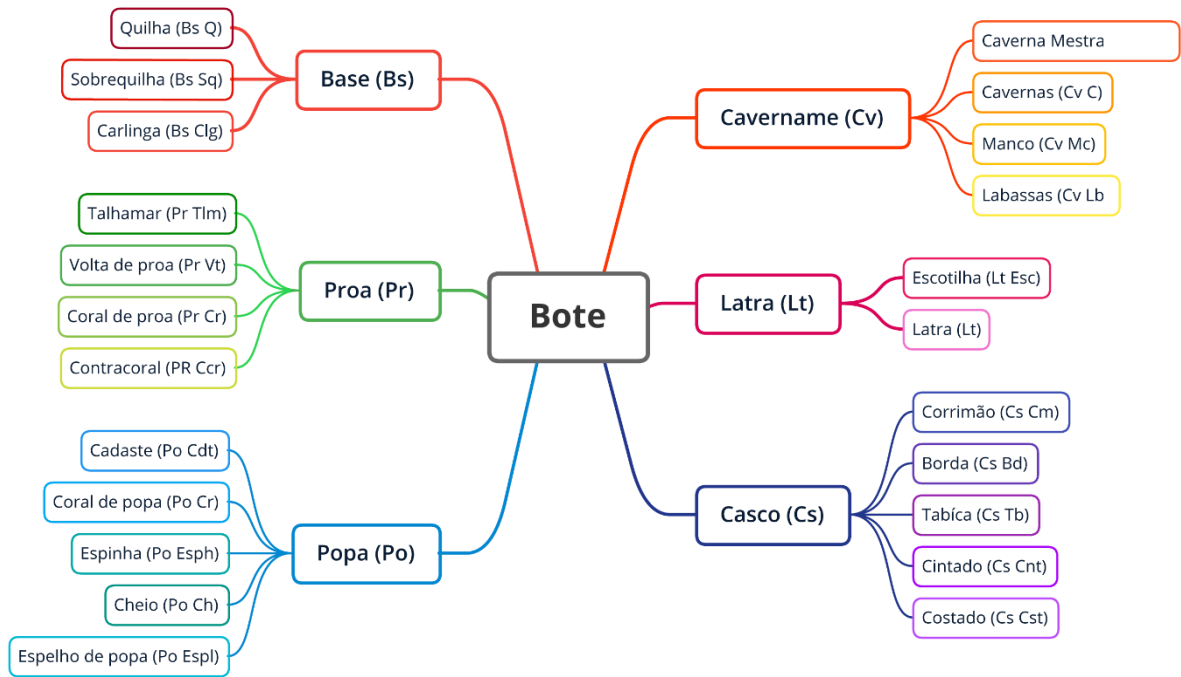 Bote
Base (Bs)
Quilha (Bs Q)
Sobrequilha (Bs Sq)
Carlinga (Bs Clg)
Proa (Pr)
Talhamar (Pr Tlm)
Volta de proa (Pr Vt)
Coral de proa (Pr Cr)
Contracoral (PR Ccr)
Popa (Po)
Cadaste (Po Cdt)
Coral de popa (Po Cr)
Espinha (Po Esph)
Cheio (Po Ch)
Espelho de popa (Po Espl)
Cavername (Cv)
Caverna Mestra
Cavernas (Cv C)
Manco (Cv Mc)
Labassas (Cv Lb
Latra (Lt)
Escotilha (Lt Esc)
Latra (Lt)
Casco (Cs)
Corrimão (Cs Cm)
Borda (Cs Bd)
Tabíca (Cs Tb)
Cintado (Cs Cnt)
Costado (Cs Cst)